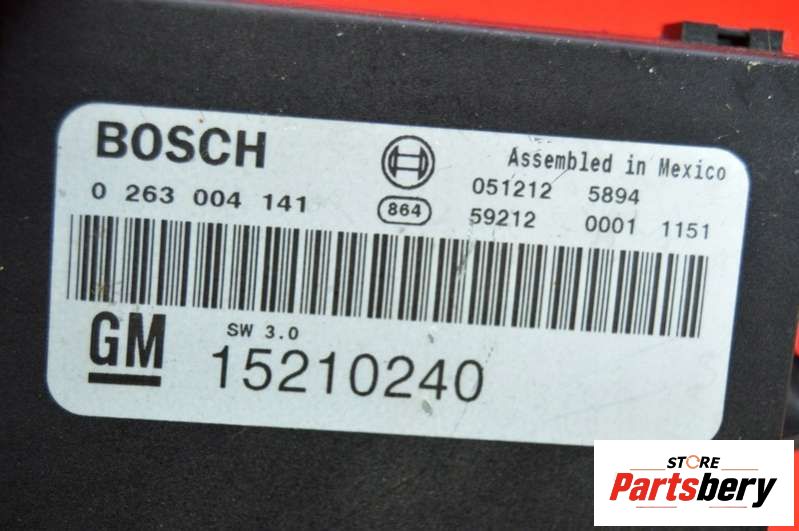 BOSCH
Assembled in Mexico
0 263 004 141
864
051212 5894
59212 0001 1151
GM
SW 3.0
15210240
STORE
Partsbery